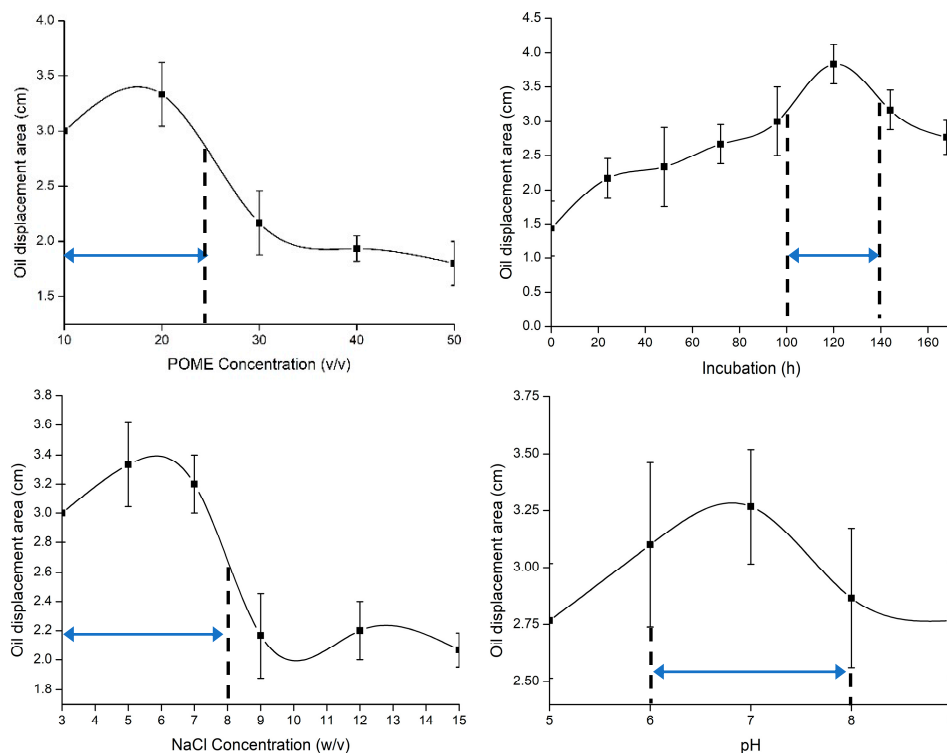 4.0
3.5
3.0
2.5
2.0
1.5
Oil displacement area (cm)
10 20 30 40 50
POME Concentration (v/v)
4.5
4.0
3.5
3.0
2.5
2.0
1.5
1.0
0.5
0.0
Oil displacement area (cm)
0 20 40 60 80 100 120 140 160
Incubation (h)
3.8
3.6
3.4
3.2
3.0
2.8
2.6
2.4
2.2
2.0
1.8
Oil displacement area (cm)
3 4 5 6 7 8 9 10 11 12 13 14 15
NaCl Concentration (w/v)
3.75
3.50
3.25
3.00
2.75
2.50
Oil displacement area (cm)
5 6 7 8
pH